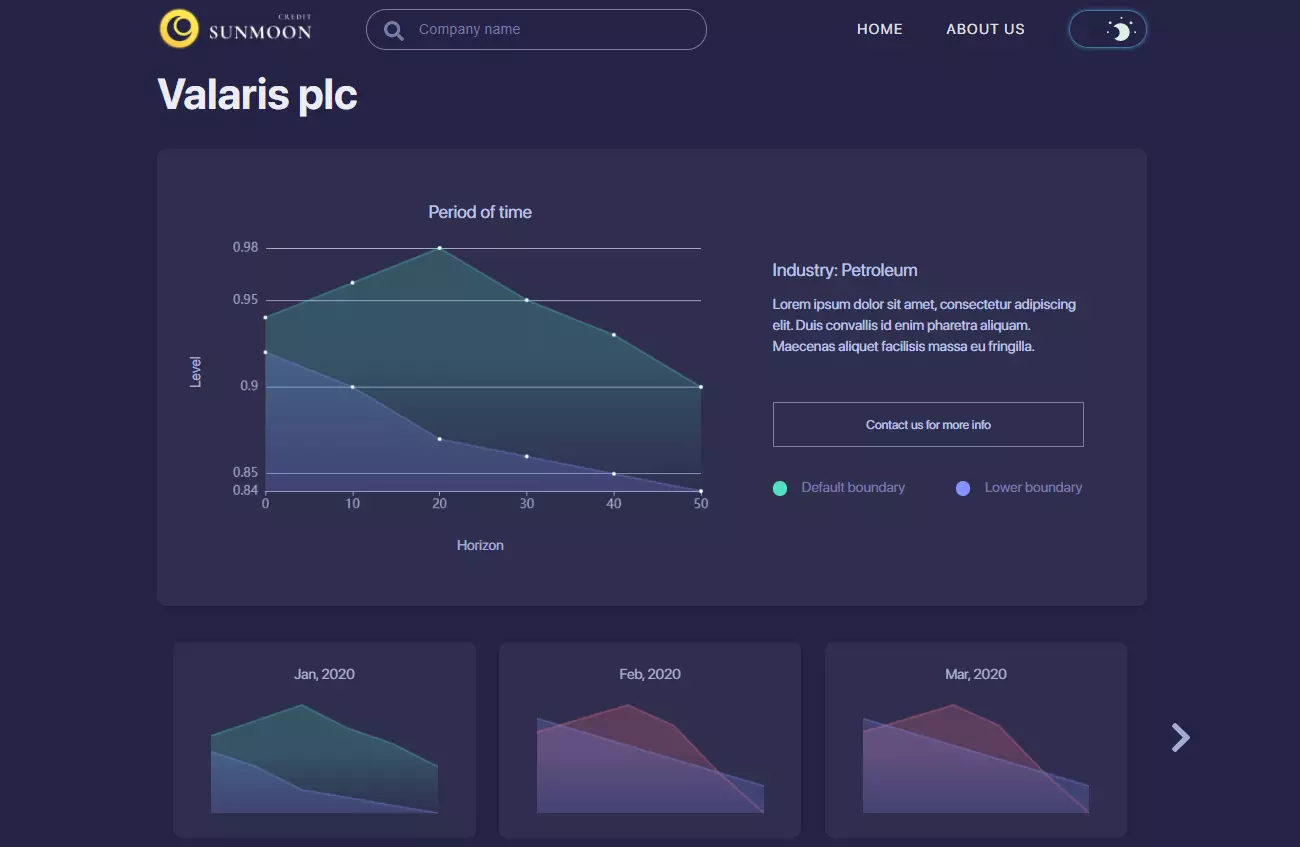 CREDIT
SUNMOON
Company name
HOME
ABOUT US
Valaris plc
Period of time
0.98
0.95
0.9
0.85
0.84
Level
0 10 20 30 40 50
Horizon
Industry: Petroleum
Lorem ipsum dolor sit amet, consectetur adipiscing
elit. Duis convallis id enim pharetra aliquam.
Maecenas aliquet facilisis massa eu fringilla.
Contact us for more info
Default boundary
Lower boundary
Jan, 2020
Feb, 2020
Mar, 2020